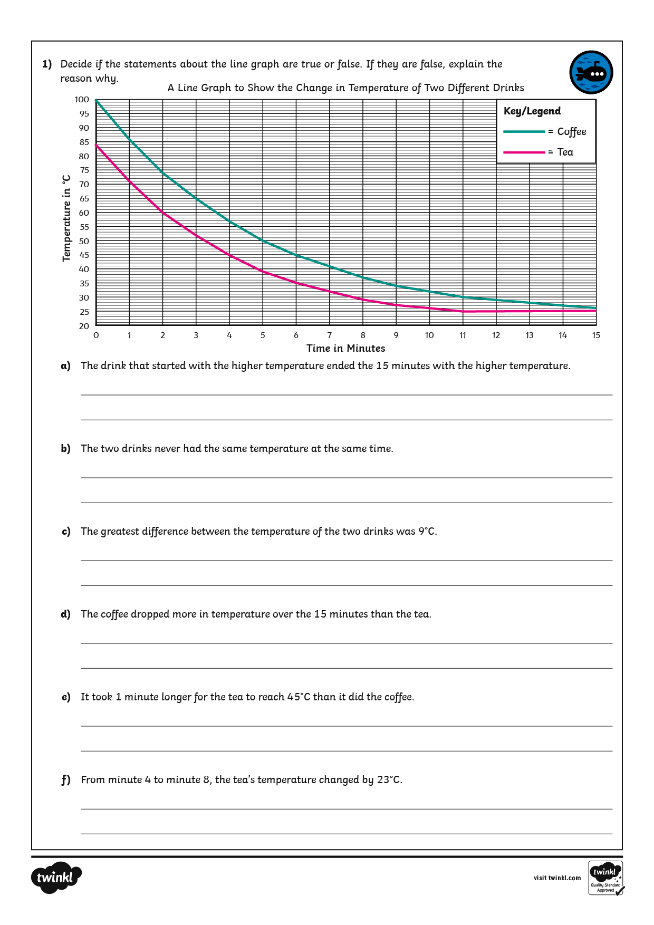 1) Decide if the statements about the line graph are true or false. If they are false, explain the
reason why.
A Line Graph to Show the Change in Temperature of Two Different Drinks
Key/Legend
= Coffee
= Tea
Temperature in °C
100
95
90
85
80
75
70
65
60
55
50
45
40
35
30
25
20
0 1 2 3 4 5 6 7 8 9 10 11 12 13 14 15
Time in Minutes
a) The drink that started with the higher temperature ended the 15 minutes with the higher temperature.
b) The two drinks never had the same temperature at the same time.
c) The greatest difference between the temperature of the two drinks was 9°C.
d) The coffee dropped more in temperature over the 15 minutes than the tea.
e) It took 1 minute longer for the tea to reach 45°C than it did the coffee.
f) From minute 4 to minute 8, the tea's temperature changed by 23°C.
twinkl
visit twinkl.com
twinkl
Quality Standard
Approved